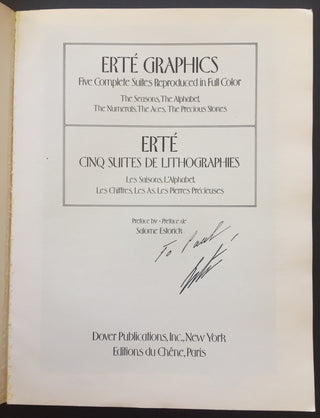 ERTÉ GRAPHICS
Five Complete Suites Reproduced in Full Color
The Seasons, The Alphabet,
The Numerals, The Aces, The Precious Stones
ERTÉ
CINQ SUITES DE LITHOGRAPHIES
Les Saisons, L'Alphabet,
Les Chiffres, Les As, Les Pierres Précieuses
Preface by • Préface de
Salome Estorick
To Paul
Erté
Dover Publications, Inc., New York
Editions du Chêne, Paris